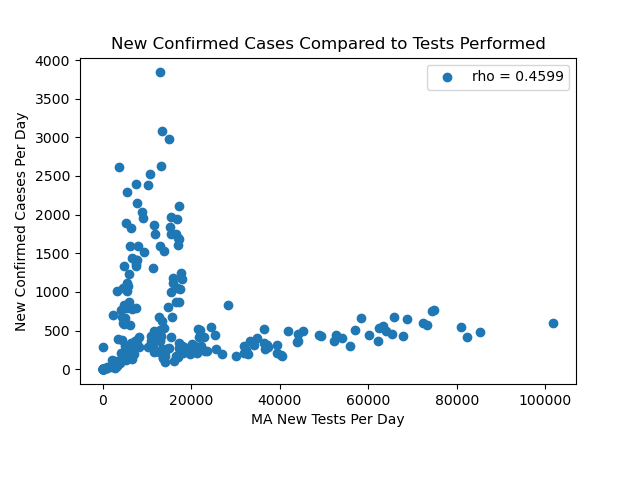 New Confirmed Cases Compared to Tests Performed
rho = 0.4599
4000
3500
3000
2500
2000
1500
1000
500
0
New Confirmed Caeses Per Day
0 20000 40000 60000 80000 100000
MA New Tests Per Day